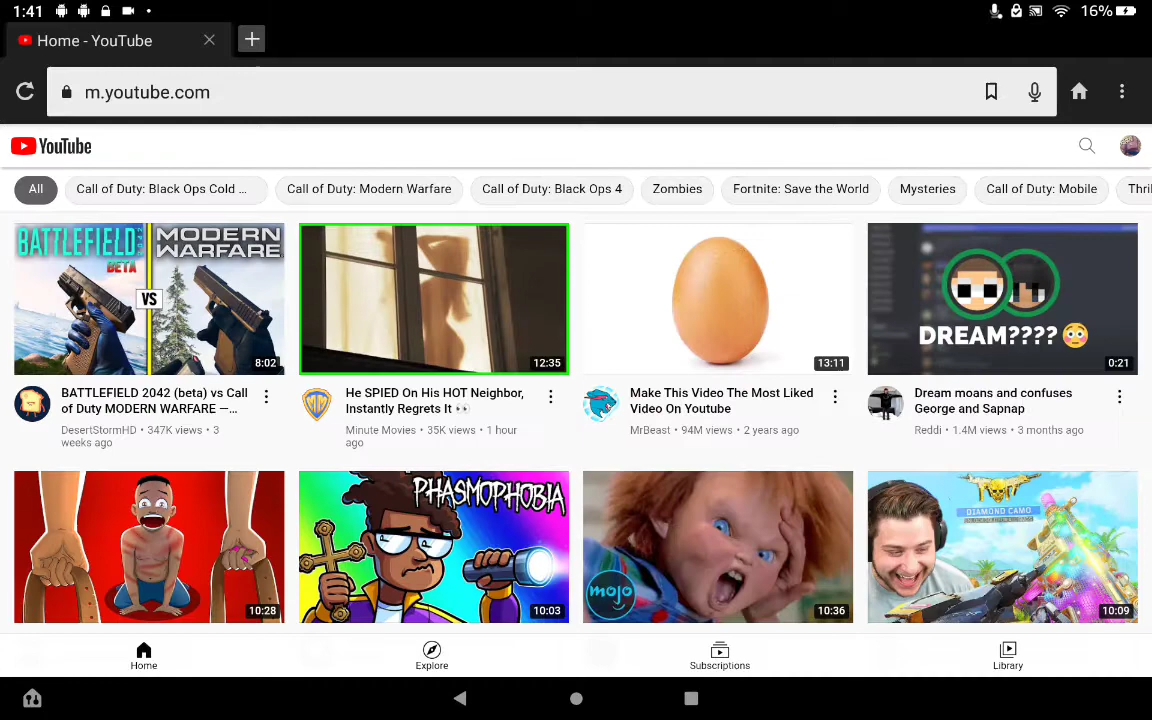 1:41
16%
Home - YouTube
m.youtube.com
YouTube
All
Call of Duty: Black Ops Cold ...
Call of Duty: Modern Warfare
Call of Duty: Black Ops 4
Zombies
Fortnite: Save the World
Mysteries
Call of Duty: Mobile
Thri
BATTLEFIELD
BETA
VS
MODERN
WARFARE
8:02
12:35
13:11
DREAM????
0:21
BATTLEFIELD 2042 (beta) vs Call
of Duty MODERN WARFARE —...
DesertStormHD • 347K views • 3
weeks ago
He SPIED On His HOT Neighbor,
Instantly Regrets It 👀
Minute Movies • 35K views • 1 hour
ago
Make This Video The Most Liked
Video On Youtube
MrBeast • 94M views • 2 years ago
Dream moans and confuses
George and Sapnap
Reddi • 1.4M views • 3 months ago
10:28
PHASMOPHOBIA
10:03
mojo
10:36
DIAMOND CAMO
10:09
Home
Explore
Subscriptions
Library